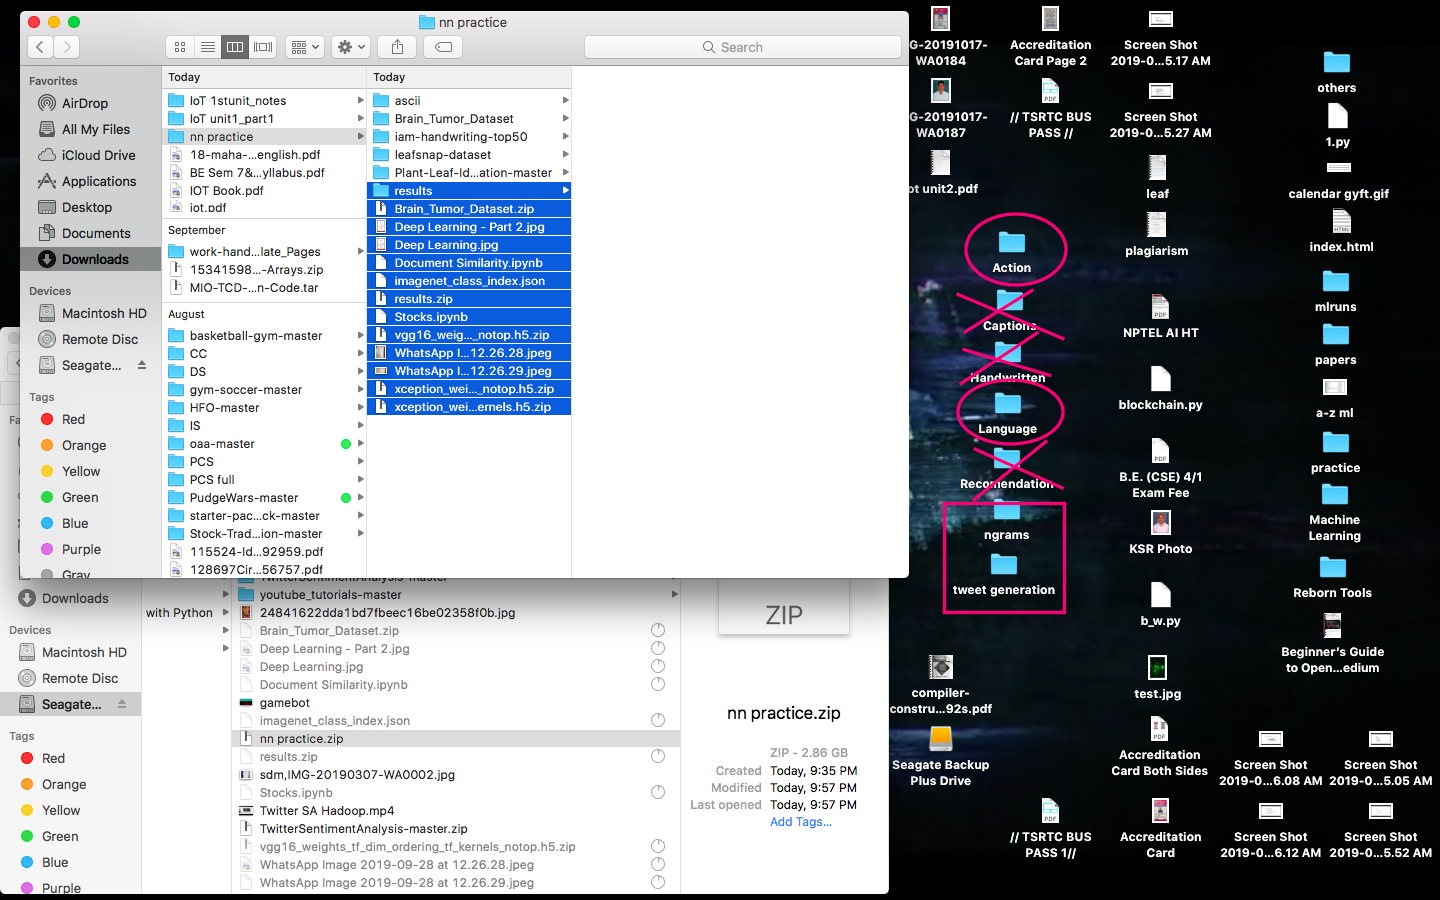 nn practice
Search
Favorites
AirDrop
All My Files
iCloud Drive
Applications
Desktop
Documents
Downloads
Devices
Macintosh HD
Remote Disc
Seagate...
Tags
Red
Orange
Yellow
Green
Blue
Purple
Gray
Today
IoT 1stunit_notes
IoT unit1_part1
nn practice
18-maha-...english.pdf
BE Sem 7&...yllabus.pdf
IOT Book.pdf
iot.pdf
September
work-hand...late_Pages
15341598...-Arrays.zip
MIO-TCD-...n-Code.tar
August
basketball-gym-master
CC
DS
gym-soccer-master
HFO-master
IS
oaa-master
PCS
PCS full
PudgeWars-master
starter-pac...ck-master
Stock-Trad...ion-master
115524-Id...92959.pdf
128697Cir...56757.pdf
Today
ascii
Brain_Tumor_Dataset
iam-handwriting-top50
leafsnap-dataset
Plant-Leaf-Id...ation-master
results
Brain_Tumor_Dataset.zip
Deep Learning - Part 2.jpg
Deep Learning.jpg
Document Similarity.ipynb
imagenet_class_index.json
results.zip
Stocks.ipynb
vgg16_weig..._notop.h5.zip
WhatsApp I...12.26.28.jpeg
WhatsApp I...12.26.29.jpeg
xception_wei..._notop.h5.zip
xception_wei...ernels.h5.zip
Fa
Downloads
Devices
Macintosh HD
Remote Disc
Seagate...
Tags
Red
Orange
Yellow
Green
Blue
Purple
with Python
TwitterSentimentAnalysis-master
youtube_tutorials-master
24841622dda1bd7fbeec16be02358f0b.jpg
Brain_Tumor_Dataset.zip
Deep Learning - Part 2.jpg
Deep Learning.jpg
Document Similarity.ipynb
gamebot
imagenet_class_index.json
nn practice.zip
results.zip
sdm,IMG-20190307-WA0002.jpg
Stocks.ipynb
Twitter SA Hadoop.mp4
TwitterSentimentAnalysis-master.zip
vgg16_weights_tf_dim_ordering_tf_kernels_notop.h5.zip
WhatsApp Image 2019-09-28 at 12.26.28.jpeg
WhatsApp Image 2019-09-28 at 12.26.29.jpeg
ZIP
nn practice.zip
ZIP - 2.86 GB
Created Today, 9:35 PM
Modified Today, 9:57 PM
Last opened Today, 9:57 PM
Add Tags...
G-20191017-
WA0184
G-20191017-
WA0187
ot unit2.pdf
Action
Captions
Handwritten
Language
Recomendation
ngrams
tweet generation
compiler-
constru...92s.pdf
Seagate Backup
Plus Drive
Accreditation
Card Page 2
PDF
// TSRTC BUS
PASS //
PDF
// TSRTC BUS
PASS 1//
Screen Shot
2019-0...5.17 AM
Screen Shot
2019-0...5.27 AM
leaf
plagiarism
PDF
NPTEL AI HT
blockchain.py
PDF
B.E. (CSE) 4/1
Exam Fee
KSR Photo
b_w.py
test.jpg
PDF
Accreditation
Card Both Sides
Accreditation
Card
others
1.py
calendar gyft.gif
HTML
index.html
mlruns
papers
a-z ml
practice
Machine
Learning
Reborn Tools
Beginner's Guide
to Open...edium
Screen Shot
2019-0...6.08 AM
Screen Shot
2019-0...5.05 AM
Screen Shot
2019-0...6.12 AM
Screen Shot
2019-0...5.52 AM